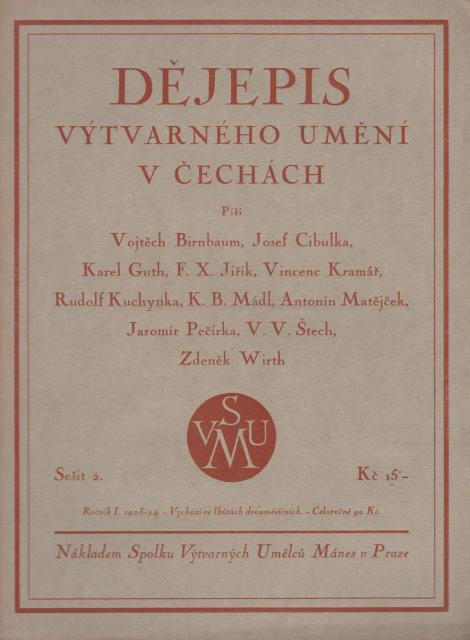 DĚJEPIS
VÝTVARNÉHO UMĚNÍ
V ČECHÁCH
Píší
Vojtěch Birnbaum, Josef Cibulka,
Karel Guth, F. X. Jiřík, Vincenc Kramář,
Rudolf Kuchynka, K. B. Mádl, Antonín Matějček,
Jaromír Pečírka, V. V. Štech,
Zdeněk Wirth
SVUM
Sešit 2.
Kč 15·-
Ročník I. 1923-24. - Vychází ve lhůtách dvouměsíčních. - Celoročně 90 Kč.
Nákladem Spolku Výtvarných Umělců Mánes v Praze